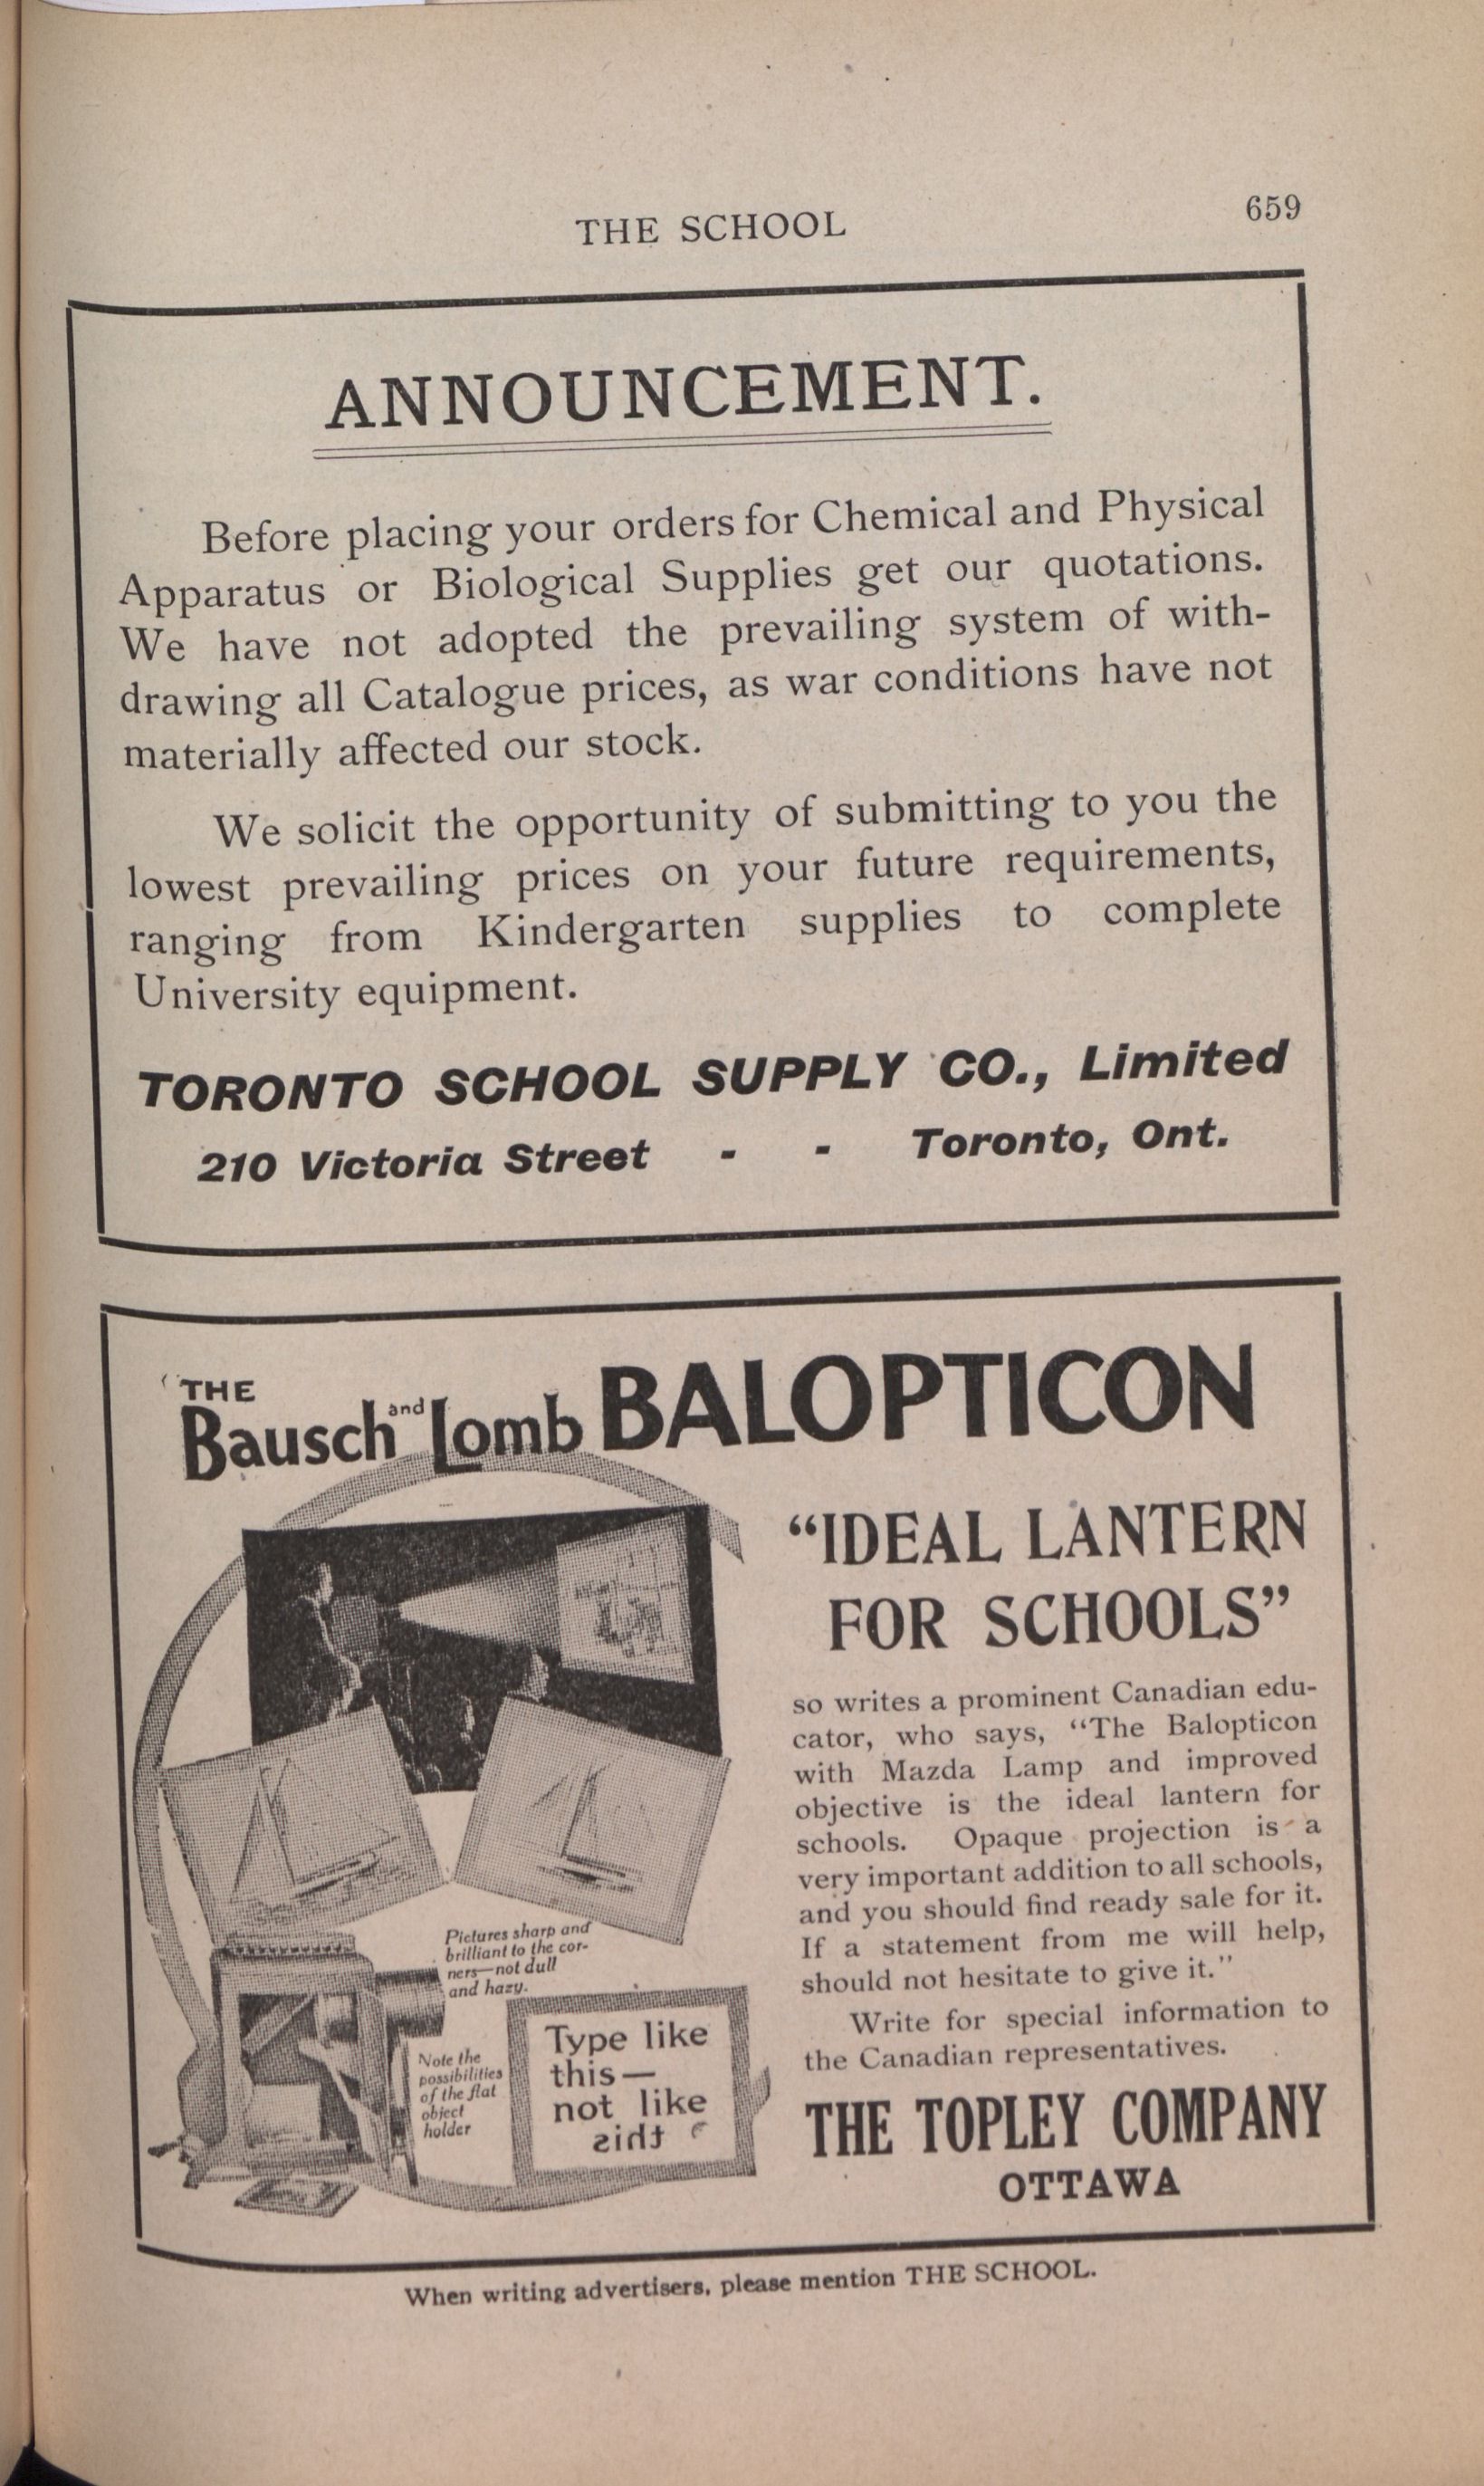 THE SCHOOL
659
ANNOUNCEMENT.
Before placing your orders for Chemical and Physical
Apparatus or Biological Supplies get our quotations.
We have not adopted the prevailing system of with-
drawing all Catalogue prices, as war conditions have not
materially affected our stock.
We solicit the opportunity of submitting to you the
lowest prevailing prices on your future requirements,
ranging from Kindergarten supplies to complete
University equipment.
TORONTO SCHOOL SUPPLY CO., Limited
210 Victoria Street - - Toronto, Ont.
THE
Bausch and Lomb BALOPTICON
"IDEAL LANTERN
FOR SCHOOLS"
so writes a prominent Canadian edu-
cator, who says, "The Balopticon
with Mazda Lamp and improved
objective is the ideal lantern for
schools. Opaque projection is a
very important addition to all schools,
and you should find ready sale for it.
If a statement from me will help,
should not hesitate to give it."
Write for special information to
the Canadian representatives.
THE TOPLEY COMPANY
OTTAWA
Pictures sharp and
brilliant to the cor-
ners—not dull
and hazy.
Note the
possibilities
of the flat
object
holder
Type like
this—
not like
this
When writing advertisers, please mention THE SCHOOL.